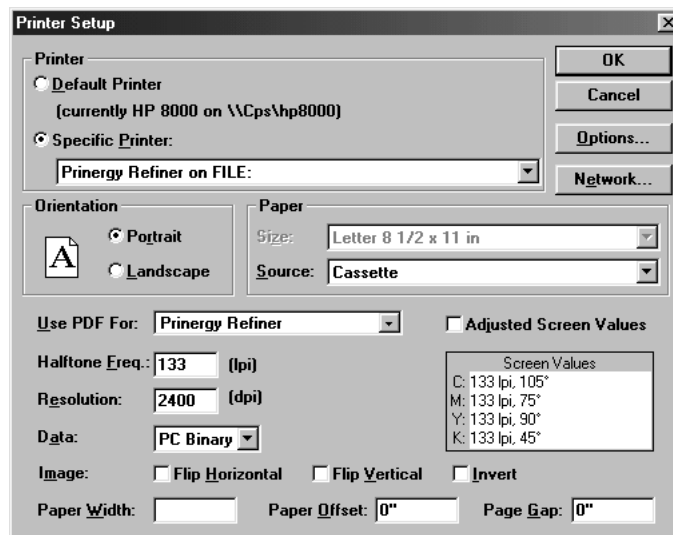 Printer Setup
Printer
Default Printer
(currently HP 8000 on \\Cps\hp8000)
Specific Printer:
Prinergy Refiner on FILE:
OK
Cancel
Options...
Network...
Orientation
A
Portrait
Landscape
Paper
Size: Letter 8 1/2 x 11 in
Source: Cassette
Use PDF For: Prinergy Refiner
Adjusted Screen Values
Halftone Freq.: 133 (lpi)
Resolution: 2400 (dpi)
Data: PC Binary
Screen Values
C: 133 lpi, 105°
M: 133 lpi, 75°
Y: 133 lpi, 90°
K: 133 lpi, 45°
Image: Flip Horizontal Flip Vertical Invert
Paper Width: Paper Offset: 0" Page Gap: 0"